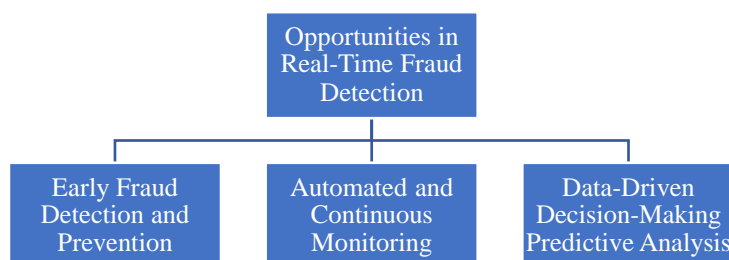 Opportunities in
Real-Time Fraud
Detection
Early Fraud
Detection and
Prevention
Automated and
Continuous
Monitoring
Data-Driven
Decision-Making
Predictive Analysis